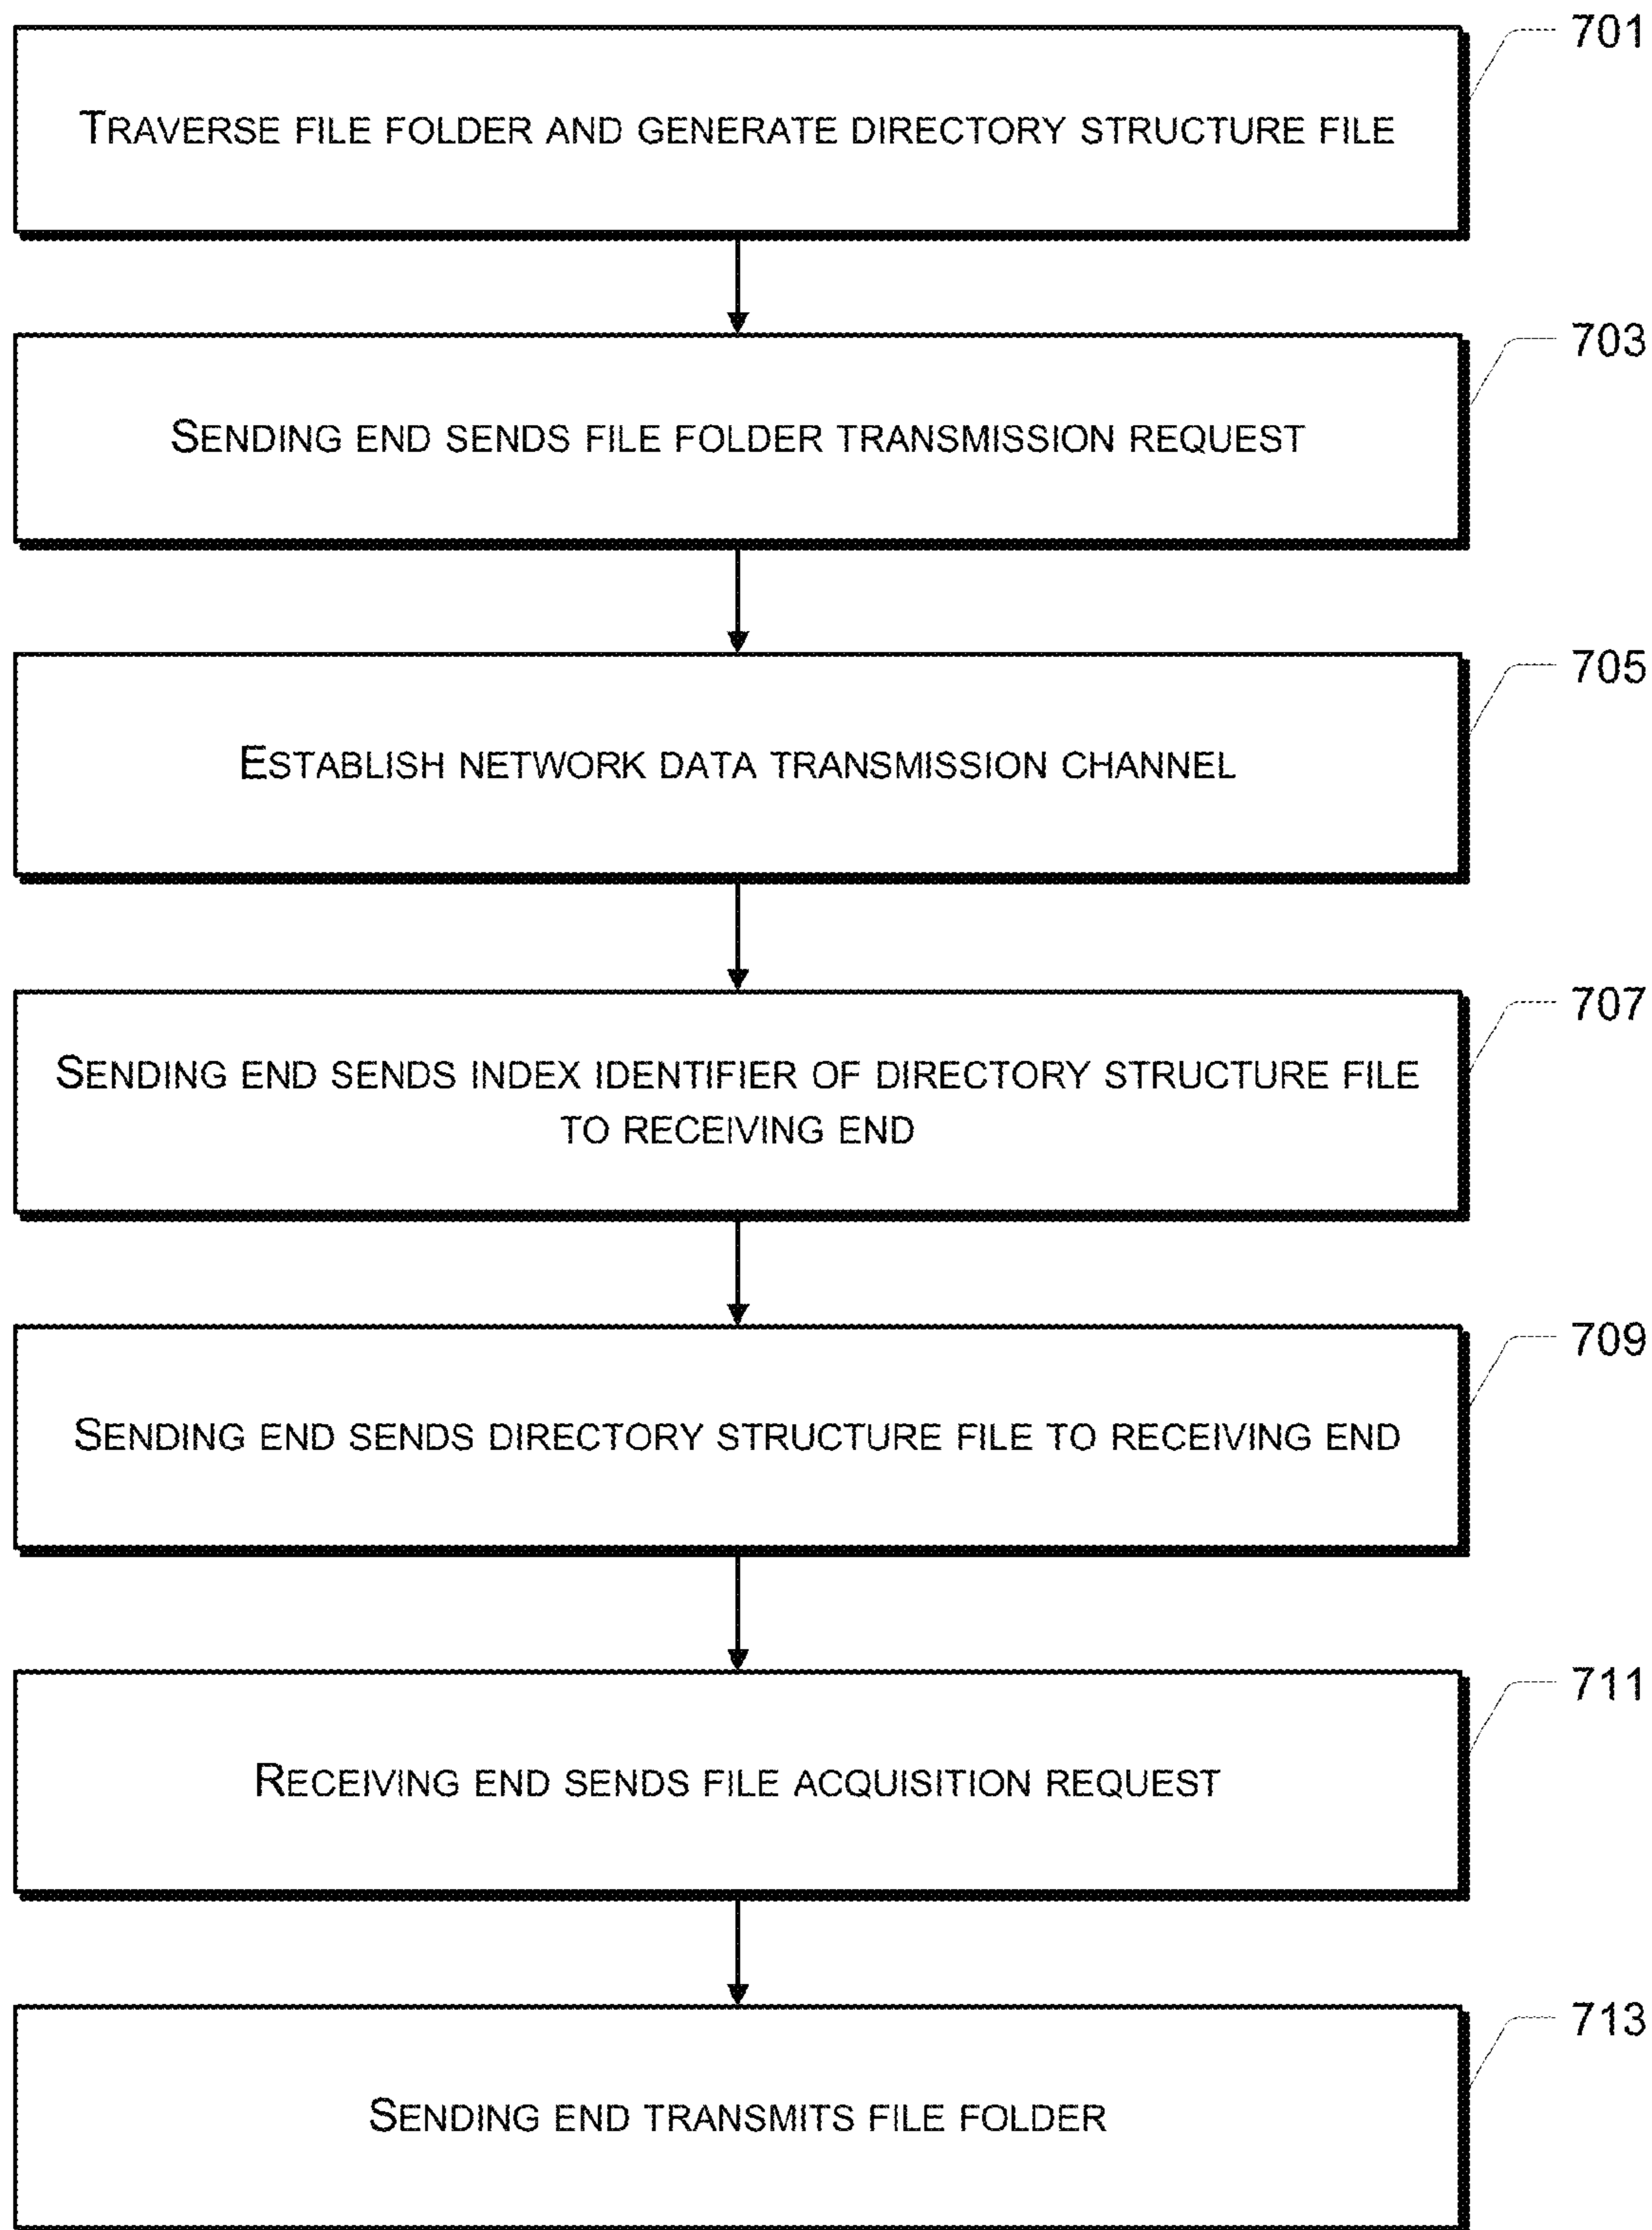 701
TRAVERSE FILE FOLDER AND GENERATE DIRECTORY STRUCTURE FILE
703
SENDING END SENDS FILE FOLDER TRANSMISSION REQUEST
705
ESTABLISH NETWORK DATA TRANSMISSION CHANNEL
707
SENDING END SENDS INDEX IDENTIFIER OF DIRECTORY STRUCTURE FILE
TO RECEIVING END
709
SENDING END SENDS DIRECTORY STRUCTURE FILE TO RECEIVING END
711
RECEIVING END SENDS FILE ACQUISITION REQUEST
713
SENDING END TRANSMITS FILE FOLDER